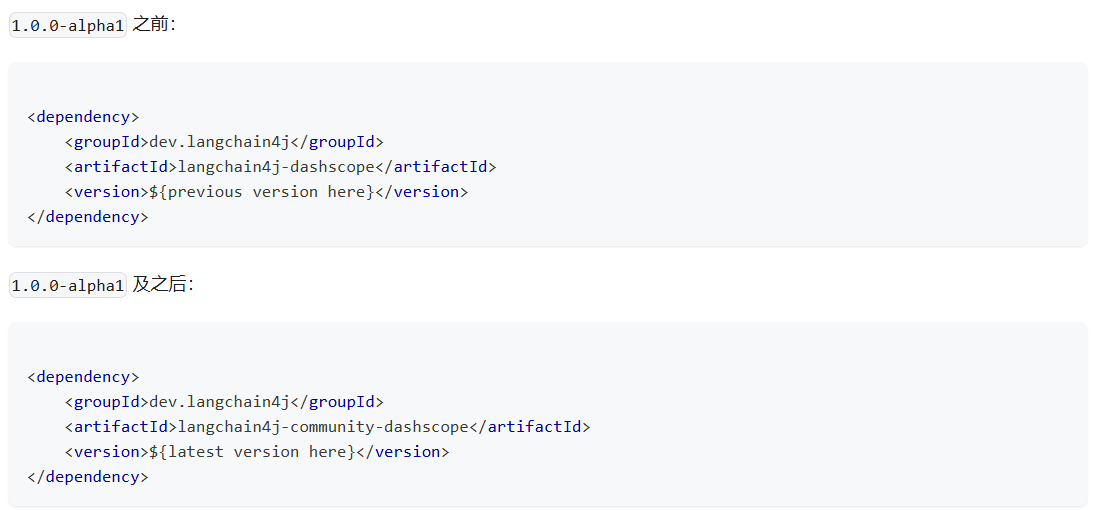 1.0.0-alpha1 之前：
<dependency>
    <groupId>dev.langchain4j</groupId>
    <artifactId>langchain4j-dashscope</artifactId>
    <version>${previous version here}</version>
</dependency>
1.0.0-alpha1 及之后：
<dependency>
    <groupId>dev.langchain4j</groupId>
    <artifactId>langchain4j-community-dashscope</artifactId>
    <version>${latest version here}</version>
</dependency>